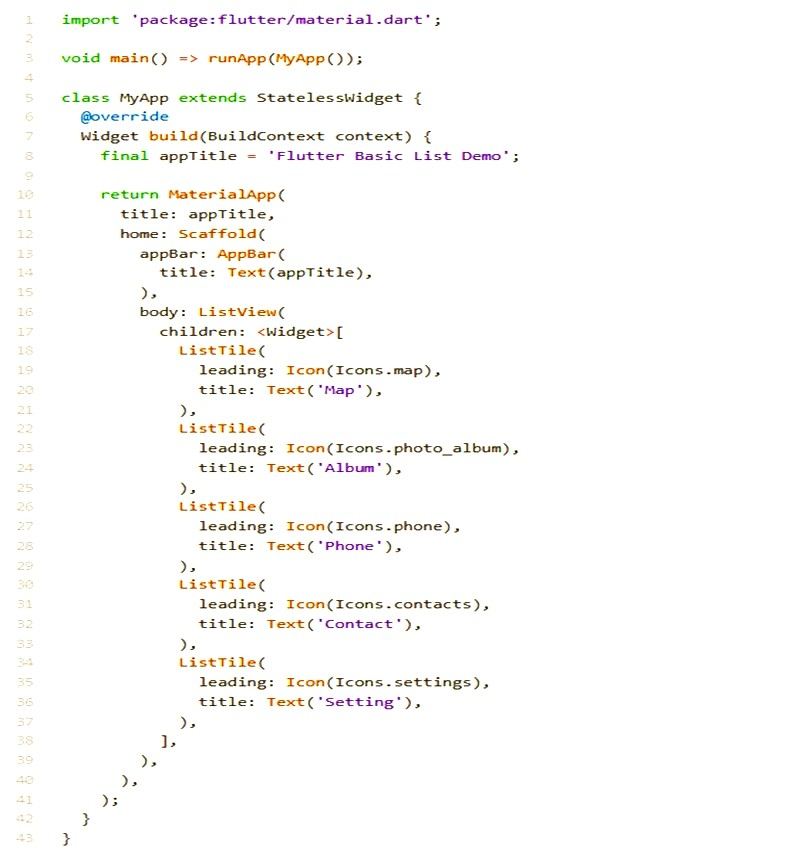 1 import 'package:flutter/material.dart';
2
3 void main() => runApp(MyApp());
4
5 class MyApp extends StatelessWidget {
6   @override
7   Widget build(BuildContext context) {
8     final appTitle = 'Flutter Basic List Demo';
9
10     return MaterialApp(
11       title: appTitle,
12       home: Scaffold(
13         appBar: AppBar(
14           title: Text(appTitle),
15         ),
16         body: ListView(
17           children: <Widget>[
18             ListTile(
19               leading: Icon(Icons.map),
20               title: Text('Map'),
21             ),
22             ListTile(
23               leading: Icon(Icons.photo_album),
24               title: Text('Album'),
25             ),
26             ListTile(
27               leading: Icon(Icons.phone),
28               title: Text('Phone'),
29             ),
30             ListTile(
31               leading: Icon(Icons.contacts),
32               title: Text('Contact'),
33             ),
34             ListTile(
35               leading: Icon(Icons.settings),
36               title: Text('Setting'),
37             ),
38           ],
39         ),
40       ),
41     );
42   }
43 }